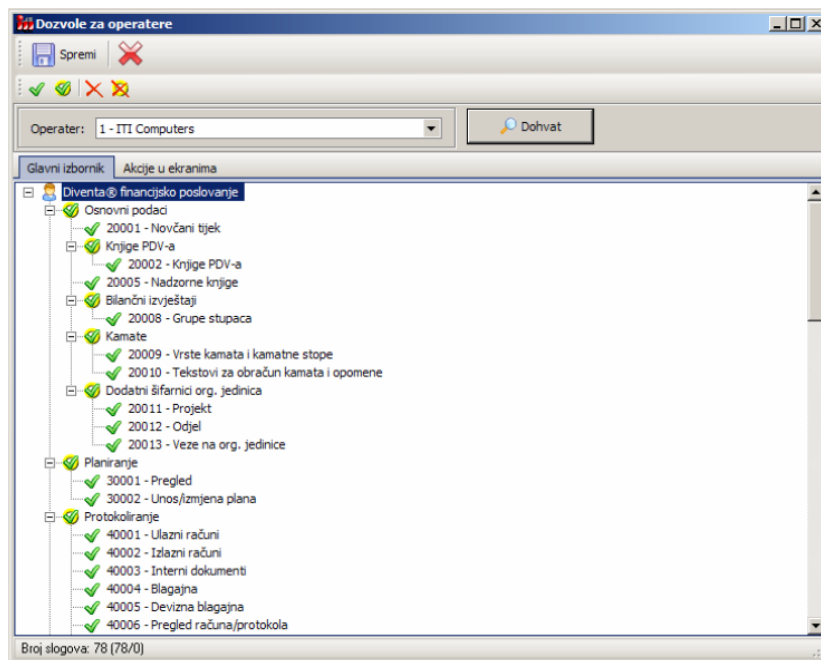 Dozvole za operatere
Spremi
Operater: 1 - ITI Computers Dohvat
Glavni izbornik Akcije u ekranima
Diventa® financijsko poslovanje
Osnovni podaci
20001 - Novčani tijek
Knjige PDV-a
20002 - Knjige PDV-a
20005 - Nadzorne knjige
Bilančni izvještaji
20008 - Grupe stupaca
Kamate
20009 - Vrste kamata i kamatne stope
20010 - Tekstovi za obračun kamata i opomene
Dodatni šifarnici org. jedinica
20011 - Projekt
20012 - Odjel
20013 - Veze na org. jedinice
Planiranje
30001 - Pregled
30002 - Unos/izmjena plana
Protokoliranje
40001 - Ulazni računi
40002 - Izlazni računi
40003 - Interni dokumenti
40004 - Blagajna
40005 - Devizna blagajna
40006 - Pregled računa/protokola
Broj slogova: 78 (78/0)